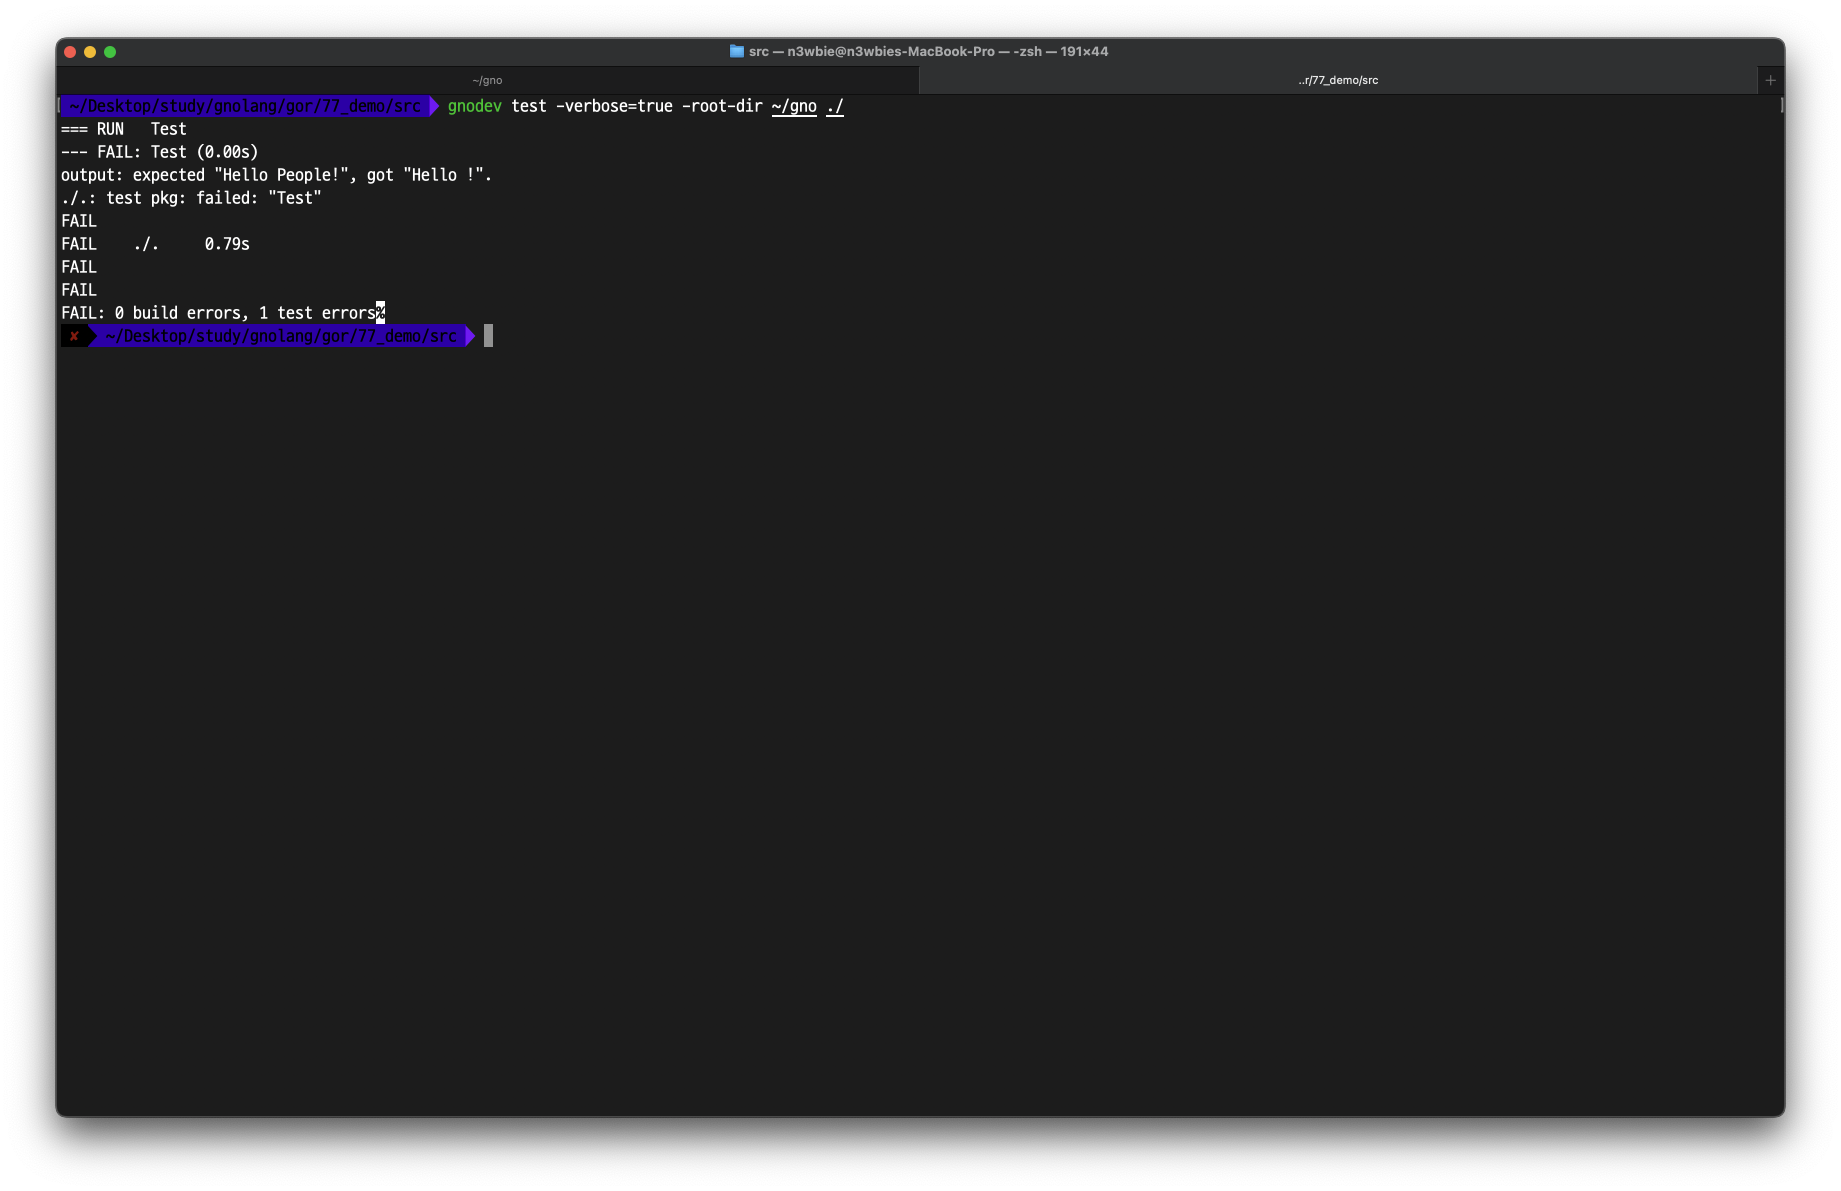 src — n3wbie@n3wbies-MacBook-Pro — -zsh — 191×44
~/gno
..r/77_demo/src
+
~/Desktop/study/gnolang/gor/77_demo/src gnodev test -verbose=true -root-dir ~/gno ./
=== RUN   Test
--- FAIL: Test (0.00s)
output: expected "Hello People!", got "Hello !".
./.: test pkg: failed: "Test"
FAIL
FAIL    ./.     0.79s
FAIL
FAIL
FAIL: 0 build errors, 1 test errors%
✘ ~/Desktop/study/gnolang/gor/77_demo/src